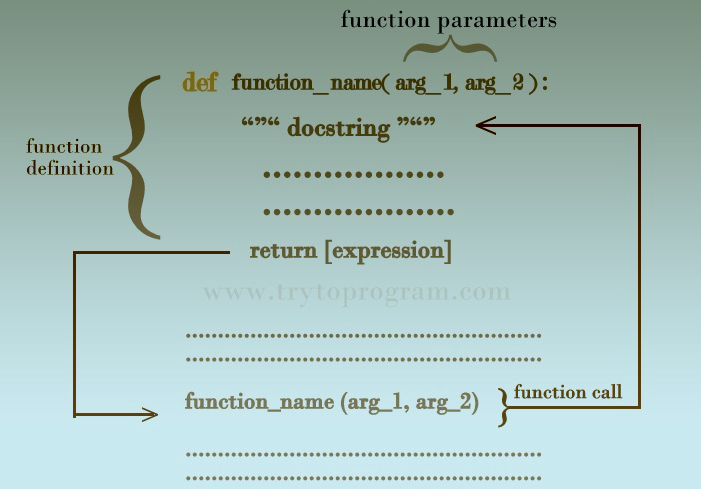 function parameters
def function_name( arg_1, arg_2 ) :
“”“ docstring ”“”
function
definition
..................
...................
return [expression]
www.trytoprogram.com
........................................................
........................................................
function_name (arg_1, arg_2)
function call
........................................................
........................................................